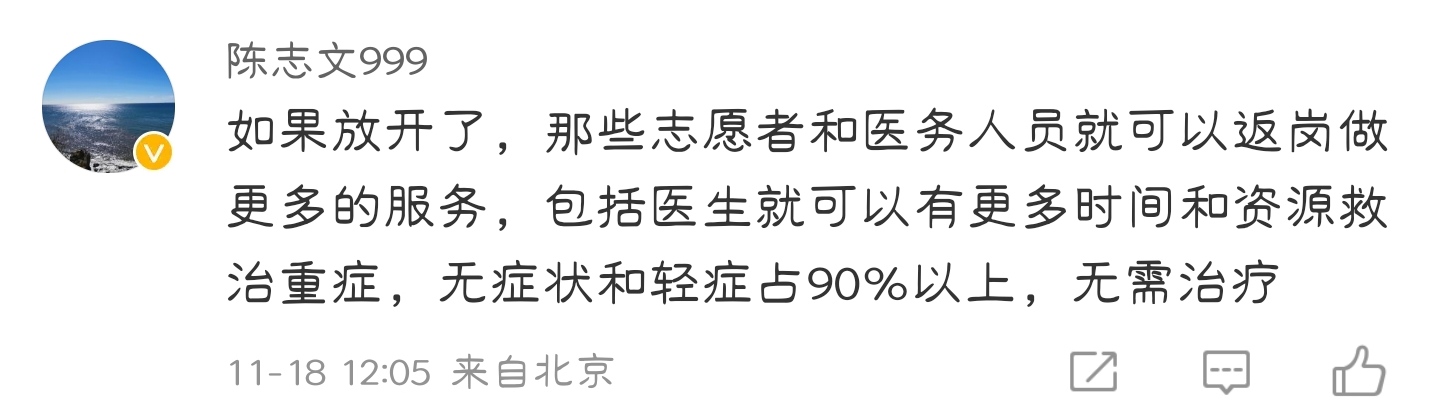 陈志文999
如果放开了，那些志愿者和医务人员就可以返岗做
更多的服务，包括医生就可以有更多时间和资源救
治重症，无症状和轻症占90%以上，无需治疗
11-18 12:05 来自北京